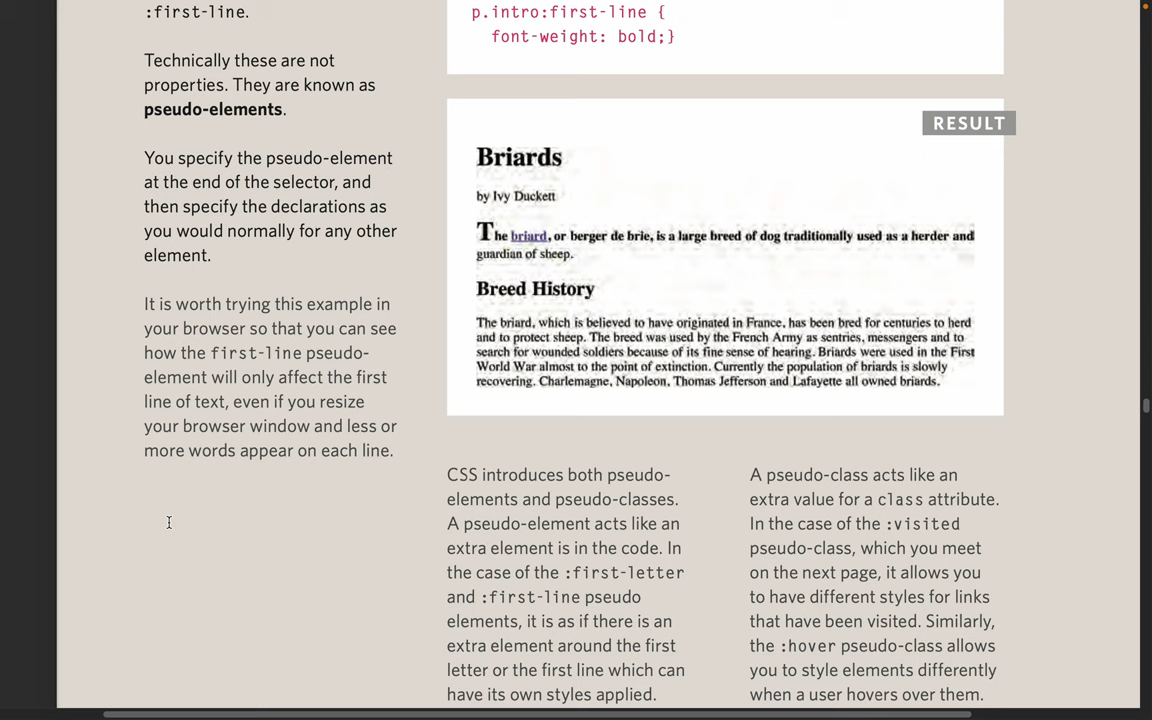 :first-line.
Technically these are not
properties. They are known as
pseudo-elements.
You specify the pseudo-element
at the end of the selector, and
then specify the declarations as
you would normally for any other
element.
It is worth trying this example in
your browser so that you can see
how the first-line pseudo-
element will only affect the first
line of text, even if you resize
your browser window and less or
more words appear on each line.
p.intro:first-line {
font-weight: bold;}
RESULT
Briards
by Ivy Duckett
The briard, or berger de brie, is a large breed of dog traditionally used as a herder and
guardian of sheep.
Breed History
The briard, which is believed to have originated in France, has been bred for centuries to herd
and to protect sheep. The breed was used by the French Army as sentries, messengers and to
search for wounded soldiers because of its fine sense of hearing. Briards were used in the First
World War almost to the point of extinction. Currently the population of briards is slowly
recovering. Charlemagne, Napoleon, Thomas Jefferson and Lafayette all owned briards.
CSS introduces both pseudo-
elements and pseudo-classes.
A pseudo-element acts like an
extra element is in the code. In
the case of the :first-letter
and :first-line pseudo
elements, it is as if there is an
extra element around the first
letter or the first line which can
have its own styles applied.
A pseudo-class acts like an
extra value for a class attribute.
In the case of the :visited
pseudo-class, which you meet
on the next page, it allows you
to have different styles for links
that have been visited. Similarly,
the :hover pseudo-class allows
you to style elements differently
when a user hovers over them.